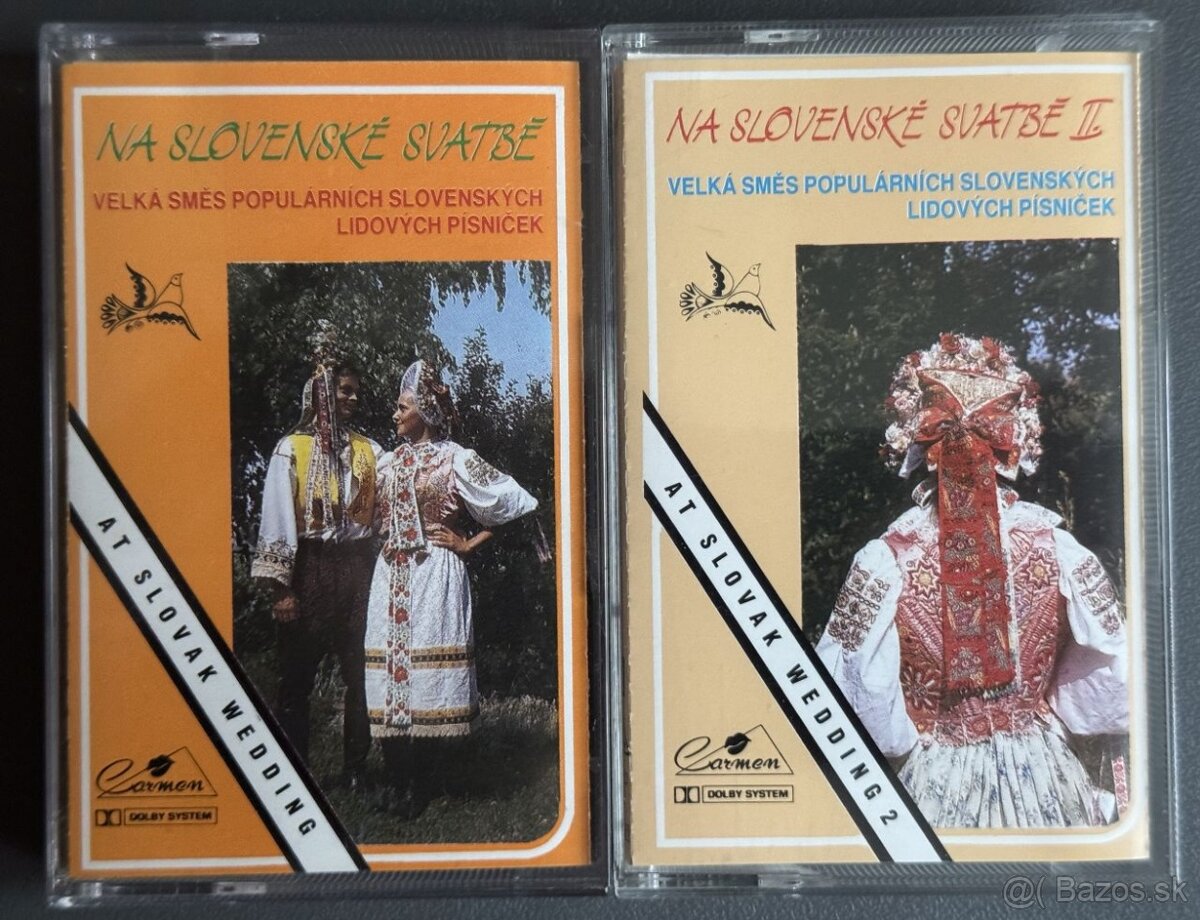 NA SLOVENSKÉ SVATBĚ
VELKÁ SMĚS POPULÁRNÍCH SLOVENSKÝCH
LIDOVÝCH PÍSNIČEK
AT SLOVAK WEDDING
Carmen
DOLBY SYSTEM
NA SLOVENSKÉ SVATBĚ II.
VELKÁ SMĚS POPULÁRNÍCH SLOVENSKÝCH
LIDOVÝCH PÍSNIČEK
AT SLOVAK WEDDING 2
Carmen
DOLBY SYSTEM
@( Bazos.sk